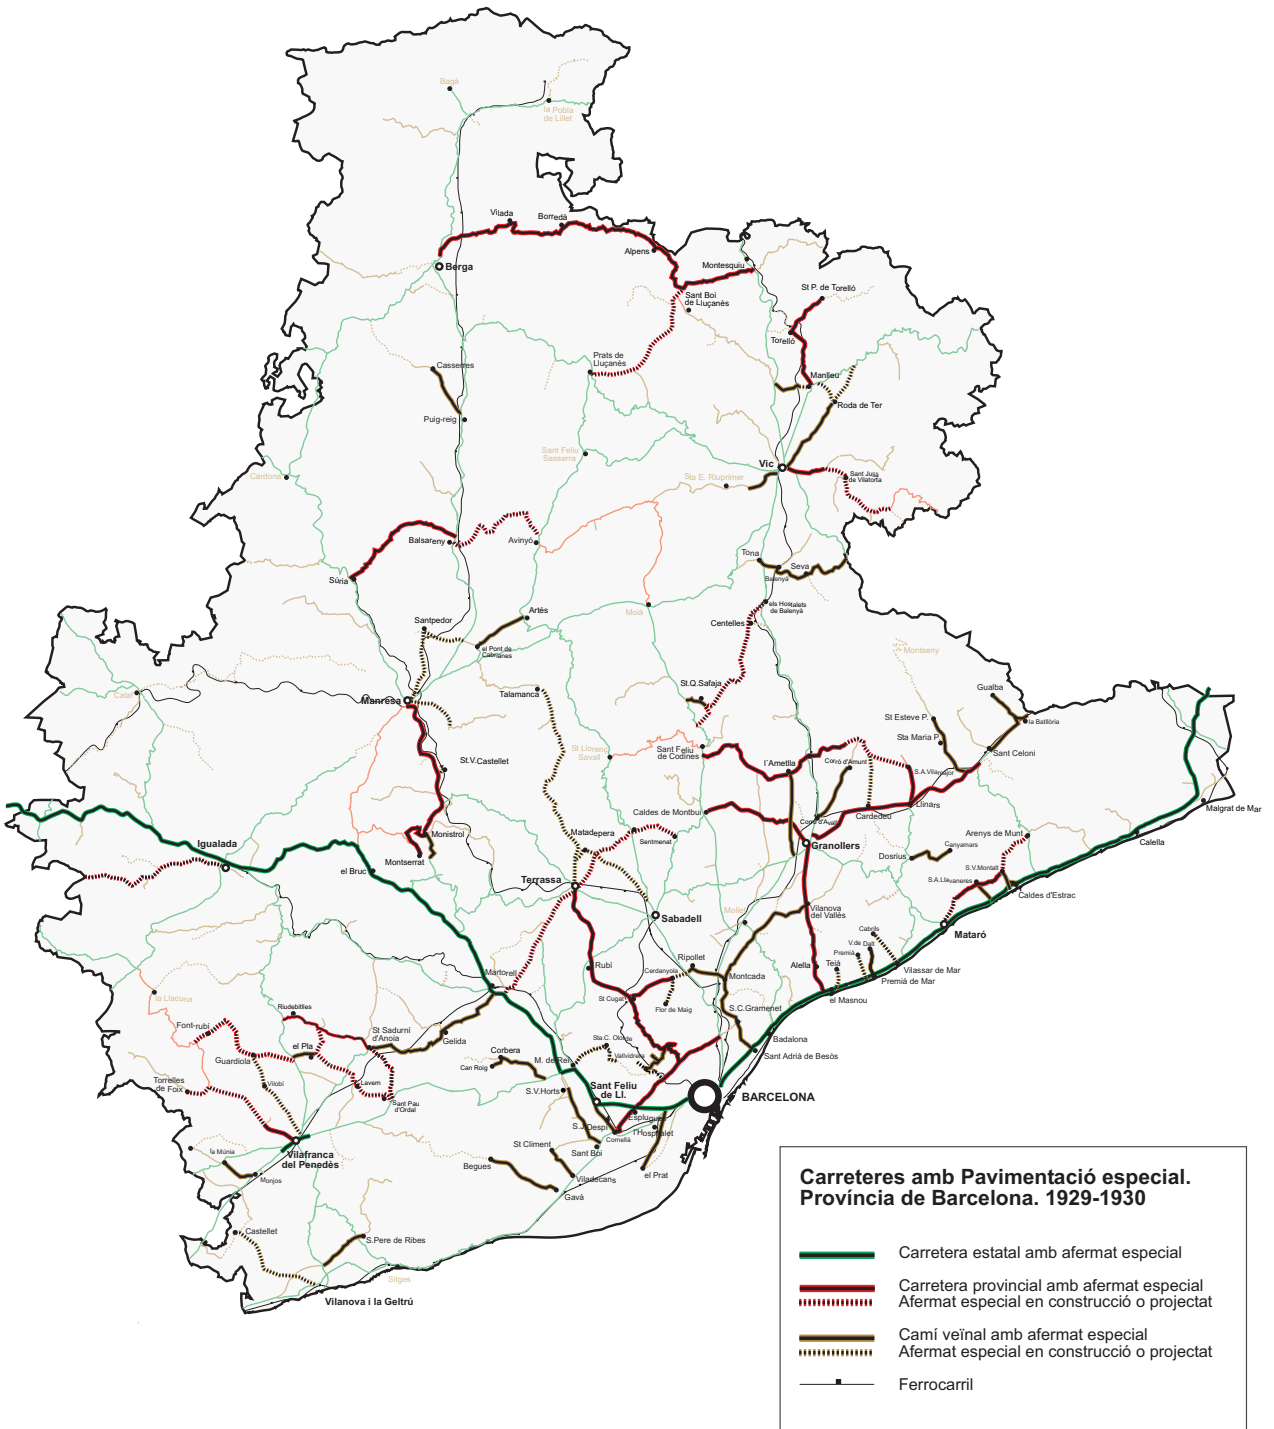 Bagà
la Pobla
de Lillet
Vilada
Borredà
Alpens
Montesquiu
Berga
Sant Boi
de Lluçanès
St P. de Torelló
Torelló
Prats de
Lluçanès
Casserres
Manlleu
Roda de Ter
Puig-reig
Sant Feliu
Sasserra
Vic
Cardona
Sta E. Riuprimer
Sant Jusà
de Vilatorta
Balsareny
Avinyó
Tona
Seva
Balenyà
Súria
els Hostalets
de Balenyà
Artés
Moià
Centelles
Santpedor
el Pont de
Cabrianes
Montseny
Calaf
Manresa
Talamanca
St.Q.Safaja
Gualba
St Esteve P.
la Batllòria
Sta Maria P.
St Llorenç
Savall
Sant Feliu
de Codines
Sant Celoni
St.V.Castellet
l'Ametlla
Corró d'Amunt
S.A.Vilamajor
Malgrat de Mar
Caldes de Montbui
Corró d'Avall
Cardedeu
Llinars
Monistrol
Matadepera
Sentmenat
Arenys de Munt
Calella
Igualada
Granollers
Canyamars
Dosrius
Montserrat
el Bruc
S.V.Montalt
Terrassa
S.A.Llavaneres
Caldes d'Estrac
Mollet
Vilanova
del Vallès
Sabadell
Mataró
Cabrils
V.de Dalt
Premià
Martorell
Rubí
Ripollet
Cerdanyola
Montcada
Alella
Teià
Vilassar de Mar
Premià de Mar
la Llacuna
St Cugat
Flor de Maig
el Masnou
Riudebitlles
S.C.Gramenet
Font-rubí
St Sadurní
d'Anoia
Gelida
Badalona
Sta.C. Olorde
Guardiola
el Pla
Corbera
Vallvidrera
Sant Adrià de Besòs
Can Roig
M. de Rei
Vilobí
Lavern
Torrelles
de Foix
S.V.Horts
Sant Feliu
de Ll.
BARCELONA
Sant Pau
d'Ordal
Esplugues
S.J.Despí
l'Hospitalet
Cornellà
Vilafranca
del Penedès
la Múnia
St Climent
Sant Boi
Begues
el Prat
Monjos
Viladecans
Gavà
Castellet
S.Pere de Ribes
Sitges
Vilanova i la Geltrú
Carreteres amb Pavimentació especial.
Província de Barcelona. 1929-1930
Carretera estatal amb afermat especial
Carretera provincial amb afermat especial
Afermat especial en construcció o projectat
Camí veïnal amb afermat especial
Afermat especial en construcció o projectat
Ferrocarril